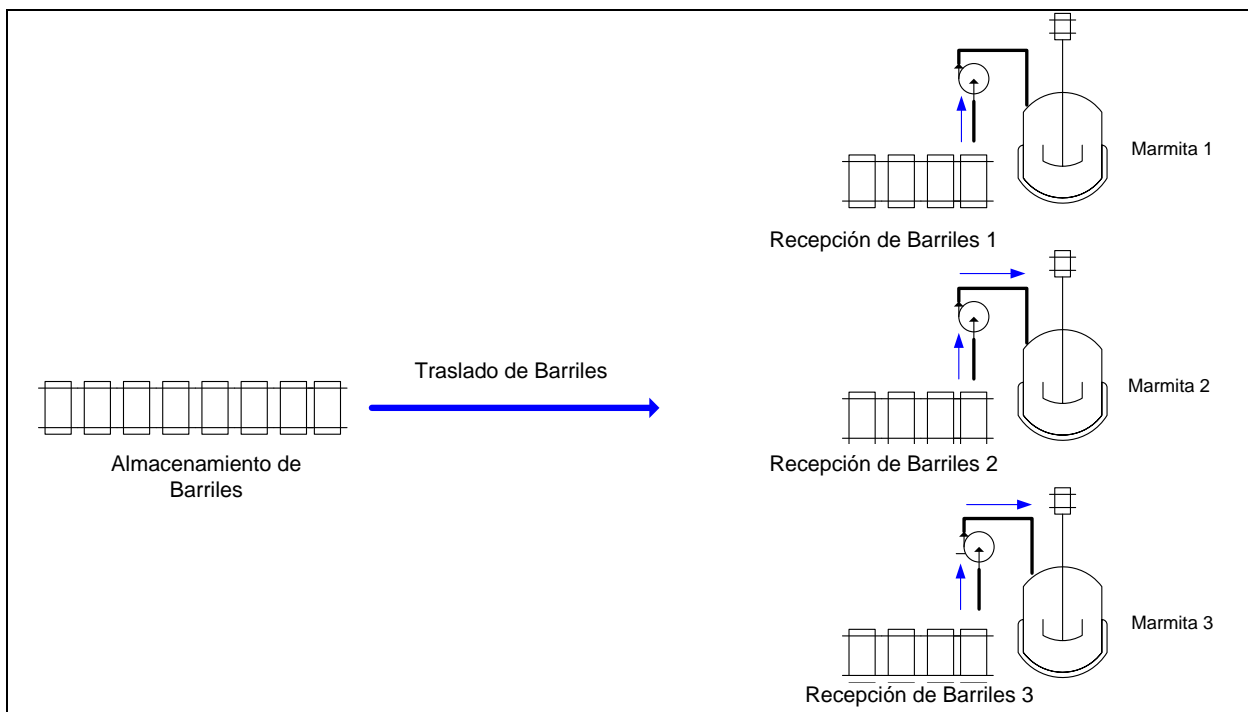 Marmita 1
Recepción de Barriles 1
Traslado de Barriles
Marmita 2
Almacenamiento de
Barriles
Recepción de Barriles 2
Marmita 3
Recepción de Barriles 3